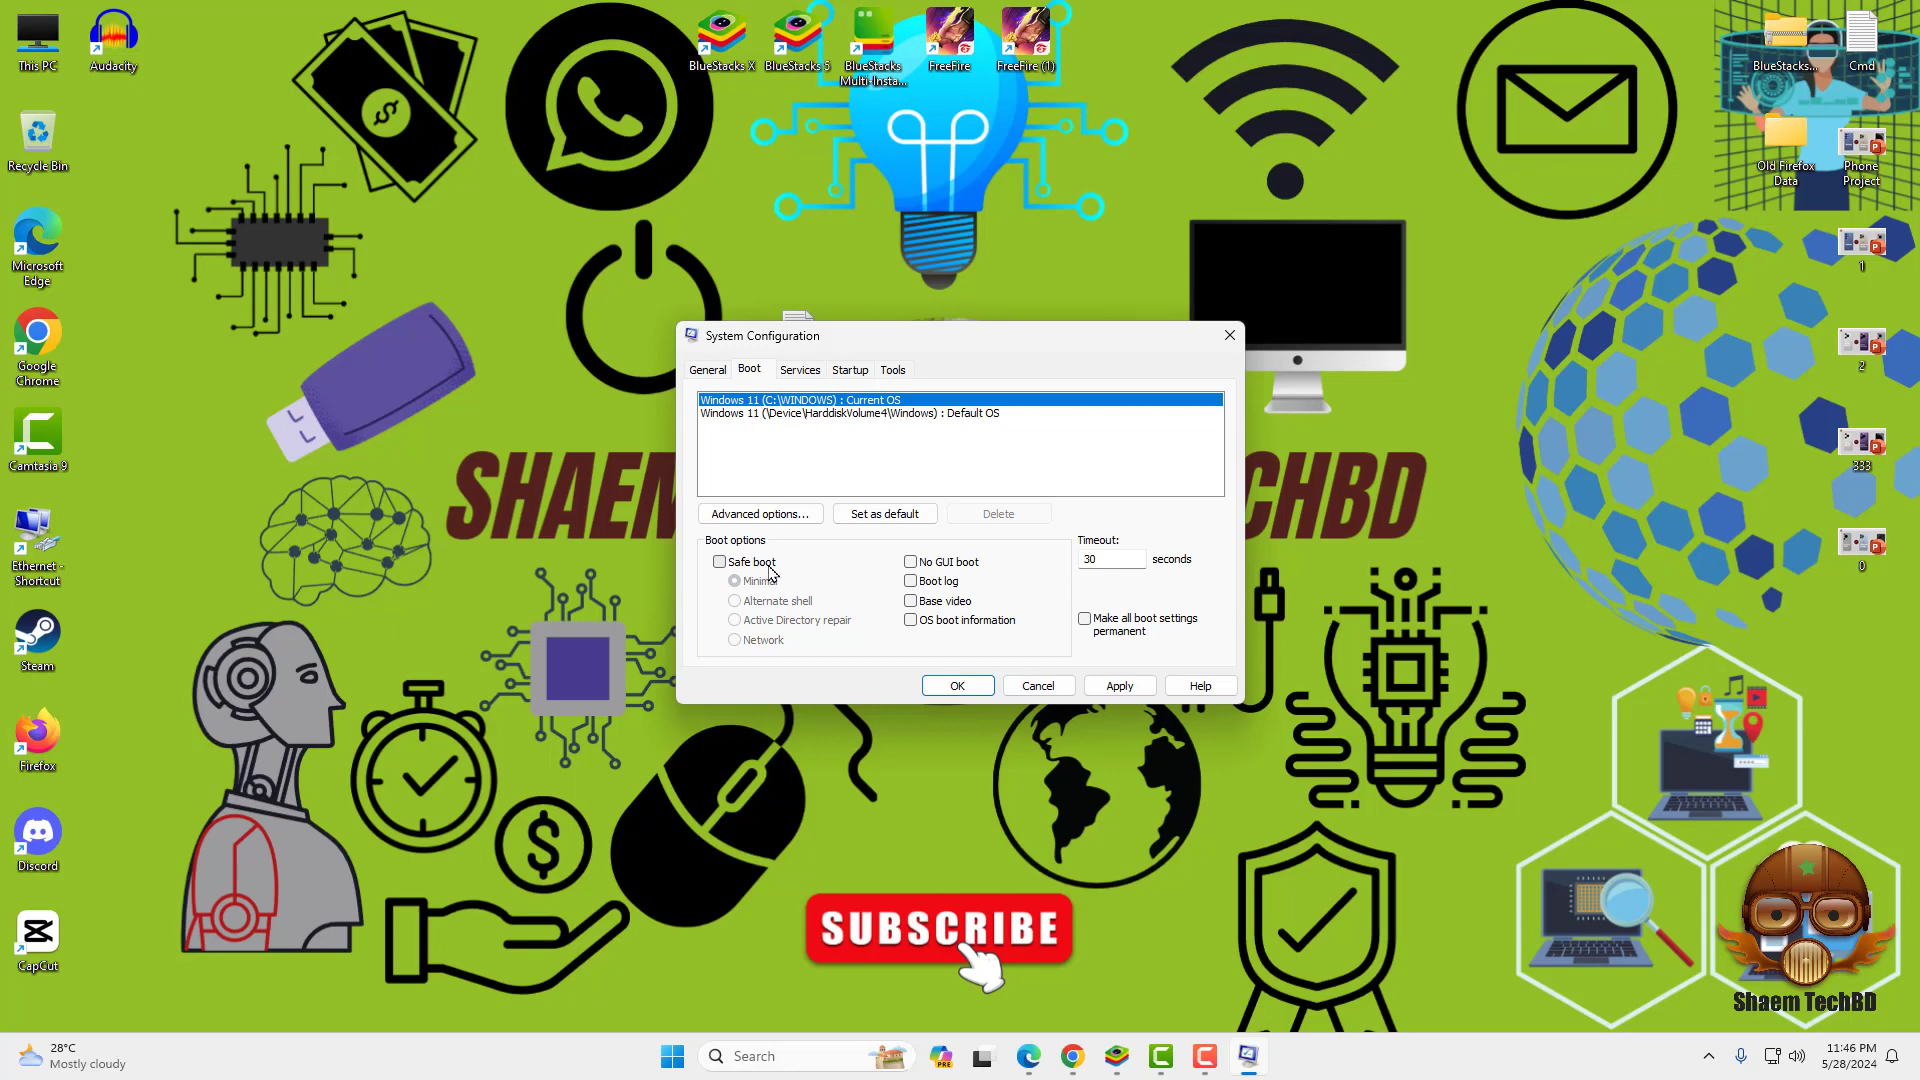 This PC
Audacity
Recycle Bin
Microsoft
Edge
Google
Chrome
Camtasia 9
Ethernet -
Shortcut
Steam
Firefox
Discord
CapCut
BlueStacks X
BlueStacks 5
BlueStacks
Multi-Insta...
FreeFire
FreeFire (1)
BlueStacks...
Cmd
Old Firefox
Data
Phone
Project
1
2
333
0
SHAEM
CHBD
System Configuration
General
Boot
Services
Startup
Tools
Windows 11 (C:\WINDOWS) : Current OS
Windows 11 (\Device\HarddiskVolume4\Windows) : Default OS
Advanced options...
Set as default
Delete
Boot options
Safe boot
Minimal
Alternate shell
Active Directory repair
Network
No GUI boot
Boot log
Base video
OS boot information
Timeout:
30
seconds
Make all boot settings
permanent
OK
Cancel
Apply
Help
SUBSCRIBE
Shaem TechBD
28°C
Mostly cloudy
Search
PRE
11:46 PM
5/28/2024